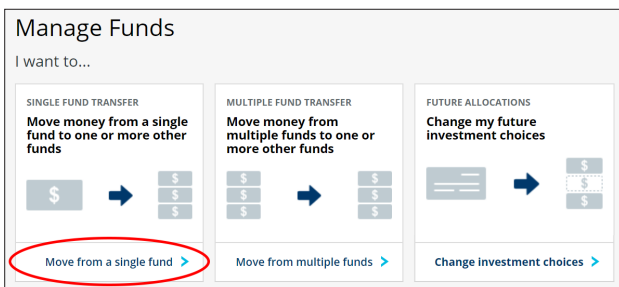 Manage Funds
I want to...
SINGLE FUND TRANSFER
Move money from a single
fund to one or more other
funds
$
$
$
$
Move from a single fund >
MULTIPLE FUND TRANSFER
Move money from
multiple funds to one or
more other funds
$
$
$
$
$
$
Move from multiple funds >
FUTURE ALLOCATIONS
Change my future
investment choices
$
$
$
Change investment choices >